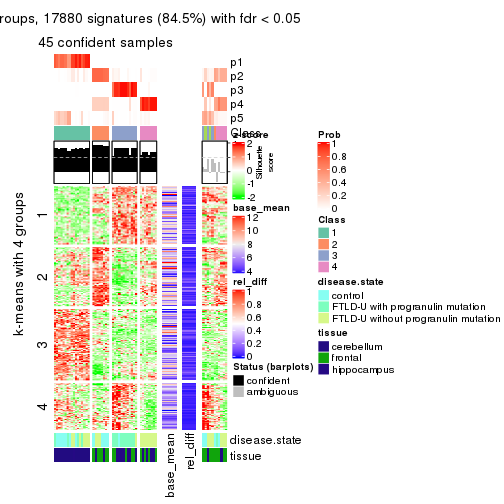 roups, 17880 signatures (84.5%) with fdr < 0.05
45 confident samples
p1
p2
p3
p4
p5
Class
1
2
3
4
k-means with 4 groups
Silhouette
score
z-score
2
1
0
-1
-2
base_mean
12
10
8
6
4
rel_diff
1
0.8
0.6
0.4
0.2
0
Status (barplots)
confident
ambiguous
Prob
1
0.8
0.6
0.4
0.2
0
Class
1
2
3
4
disease.state
control
FTLD-U with progranulin mutation
FTLD-U without progranulin mutation
tissue
cerebellum
frontal
hippocampus
disease.state
tissue
base_mean
rel_diff